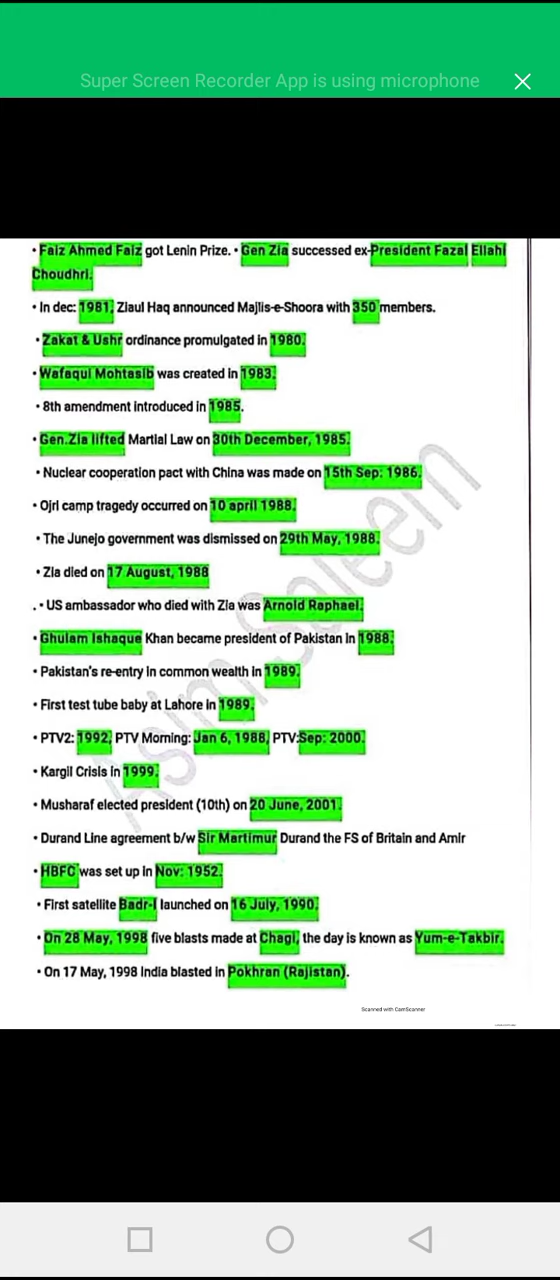 Super Screen Recorder App is using microphone
• Faiz Ahmed Faiz got Lenin Prize. • Gen Zia successed ex-President Fazal Ellahi
Choudhri.
• In dec: 1981, Ziaul Haq announced Majlis-e-Shoora with 350 members.
• Zakat & Ushr ordinance promulgated in 1980.
• Wafaqui Mohtasib was created in 1983.
• 8th amendment introduced in 1985.
• Gen.Zia lifted Martial Law on 30th December, 1985.
• Nuclear cooperation pact with China was made on 15th Sep: 1986.
• Ojri camp tragedy occurred on 10 april 1988.
• The Junejo government was dismissed on 29th May, 1988.
• Zia died on 17 August, 1988
. • US ambassador who died with Zia was Arnold Raphael.
• Ghulam Ishaque Khan became president of Pakistan in 1988.
• Pakistan's re-entry in common wealth in 1989.
• First test tube baby at Lahore in 1989.
• PTV2: 1992, PTV Morning: Jan 6, 1988, PTV:Sep: 2000.
• Kargil Crisis in 1999.
• Musharaf elected president (10th) on 20 June, 2001.
• Durand Line agreement b/w Sir Martimur Durand the FS of Britain and Amir
• HBFC was set up in Nov: 1952.
• First satellite Badr-I launched on 16 July, 1990.
• On 28 May, 1998 five blasts made at Chagi, the day is known as Yum-e-Takbir.
• On 17 May, 1998 India blasted in Pokhran (Rajistan).
Asim Saleem
Scanned with CamScanner